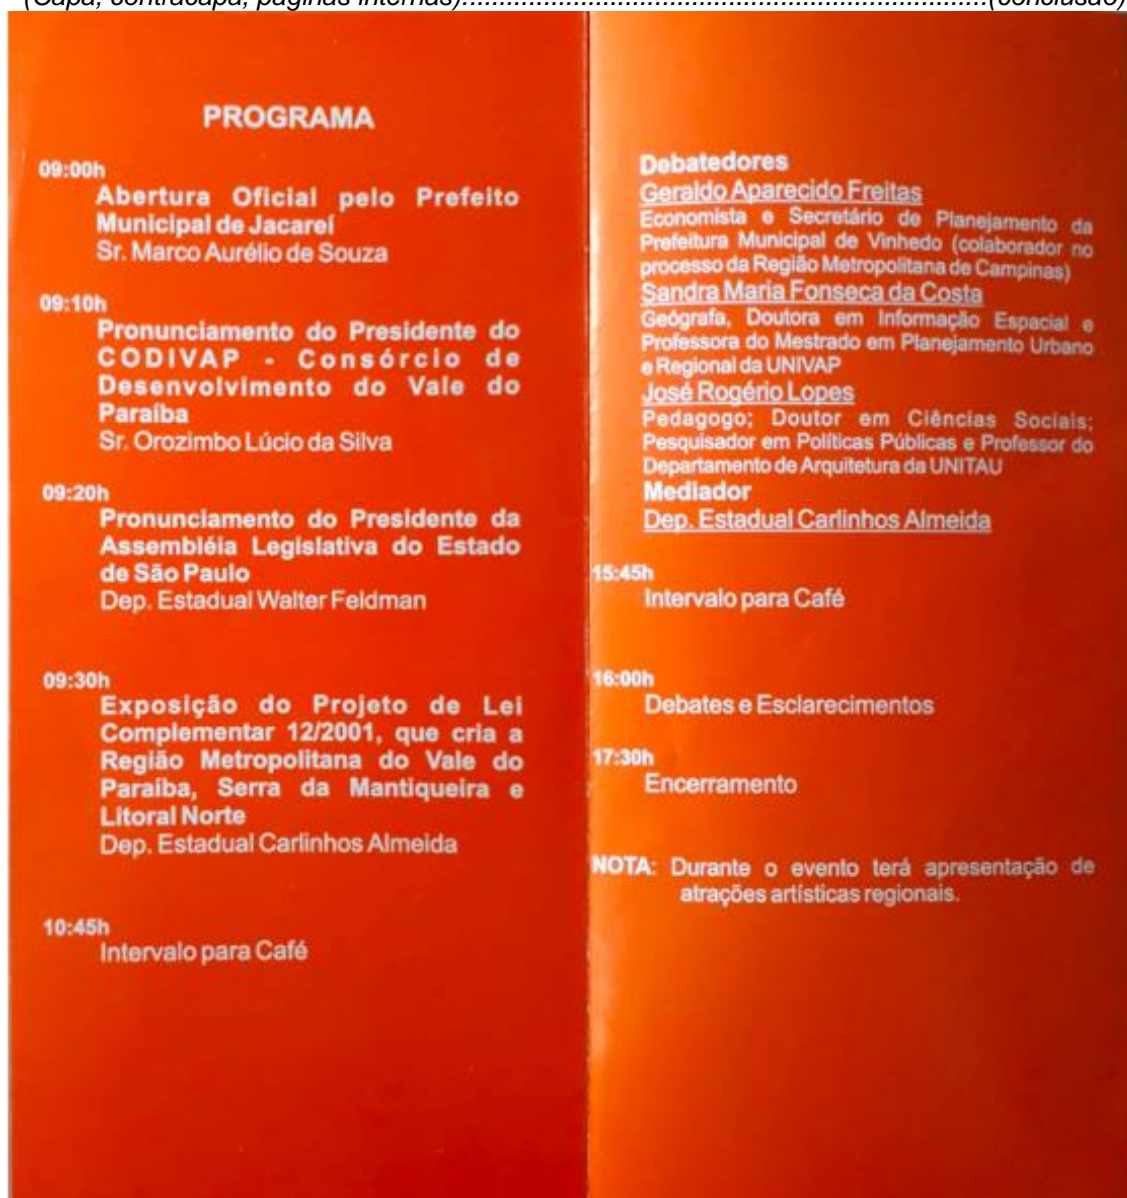 (Capa, contracapa, páginas internas)................................................................................(conclusão)
PROGRAMA
09:00h
Abertura Oficial pelo Prefeito
Municipal de Jacareí
Sr. Marco Aurélio de Souza
09:10h
Pronunciamento do Presidente do
CODIVAP - Consórcio de
Desenvolvimento do Vale do
Paraíba
Sr. Orozimbo Lúcio da Silva
09:20h
Pronunciamento do Presidente da
Assembléia Legislativa do Estado
de São Paulo
Dep. Estadual Walter Feldman
09:30h
Exposição do Projeto de Lei
Complementar 12/2001, que cria a
Região Metropolitana do Vale do
Paraíba, Serra da Mantiqueira e
Litoral Norte
Dep. Estadual Carlinhos Almeida
10:45h
Intervalo para Café
Debatedores
Geraldo Aparecido Freitas
Economista e Secretário de Planejamento da
Prefeitura Municipal de Vinhedo (colaborador no
processo da Região Metropolitana de Campinas)
Sandra Maria Fonseca da Costa
Geógrafa, Doutora em Informação Espacial e
Professora do Mestrado em Planejamento Urbano
e Regional da UNIVAP
José Rogério Lopes
Pedagogo; Doutor em Ciências Sociais;
Pesquisador em Políticas Públicas e Professor do
Departamento de Arquitetura da UNITAU
Mediador
Dep. Estadual Carlinhos Almeida
15:45h
Intervalo para Café
16:00h
Debates e Esclarecimentos
17:30h
Encerramento
NOTA: Durante o evento terá apresentação de
atrações artísticas regionais.